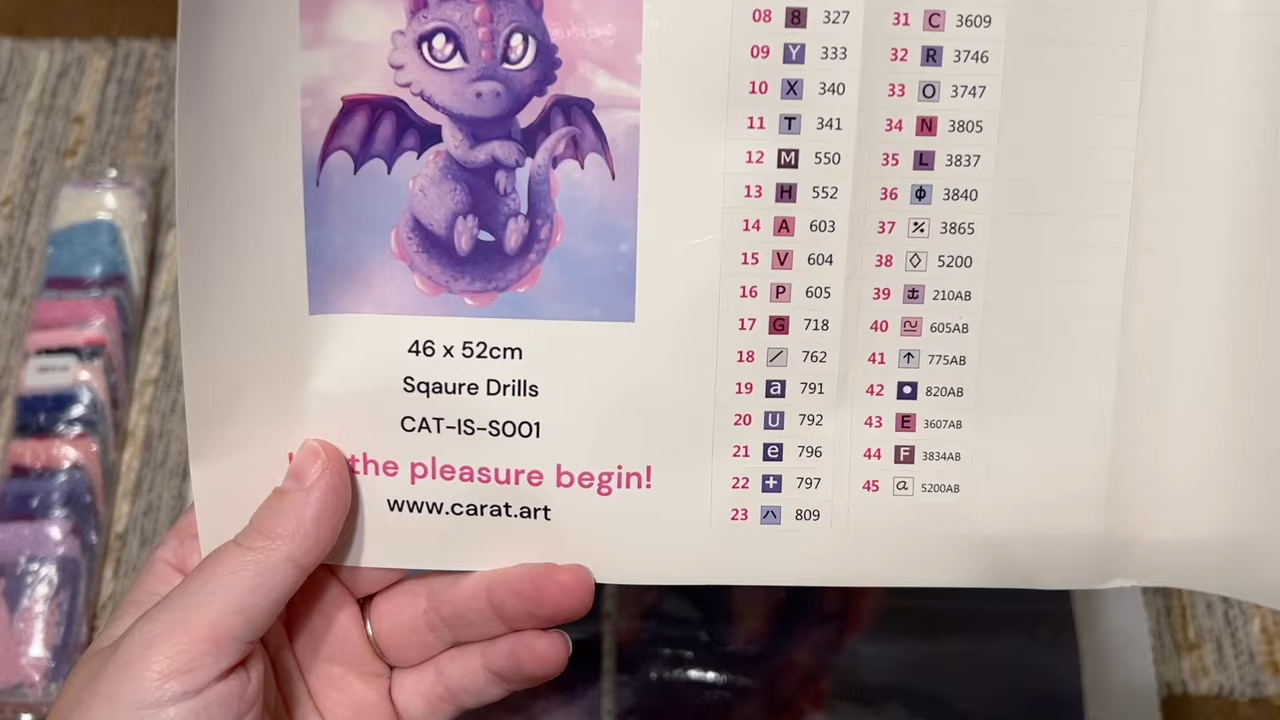 46 x 52cm
Sqaure Drills
CAT-IS-S001
the pleasure begin!
www.carat.art
08 8 327
09 Y 333
10 X 340
11 T 341
12 M 550
13 H 552
14 A 603
15 V 604
16 P 605
17 G 718
18 / 762
19 a 791
20 U 792
21 e 796
22 + 797
23 ハ 809
31 C 3609
32 R 3746
33 O 3747
34 N 3805
35 L 3837
36 ϕ 3840
37 ٪ 3865
38 ◇ 5200
39 ⚓ 210AB
40 ≃ 605AB
41 ↑ 775AB
42 ● 820AB
43 E 3607AB
44 F 3834AB
45 a 5200AB